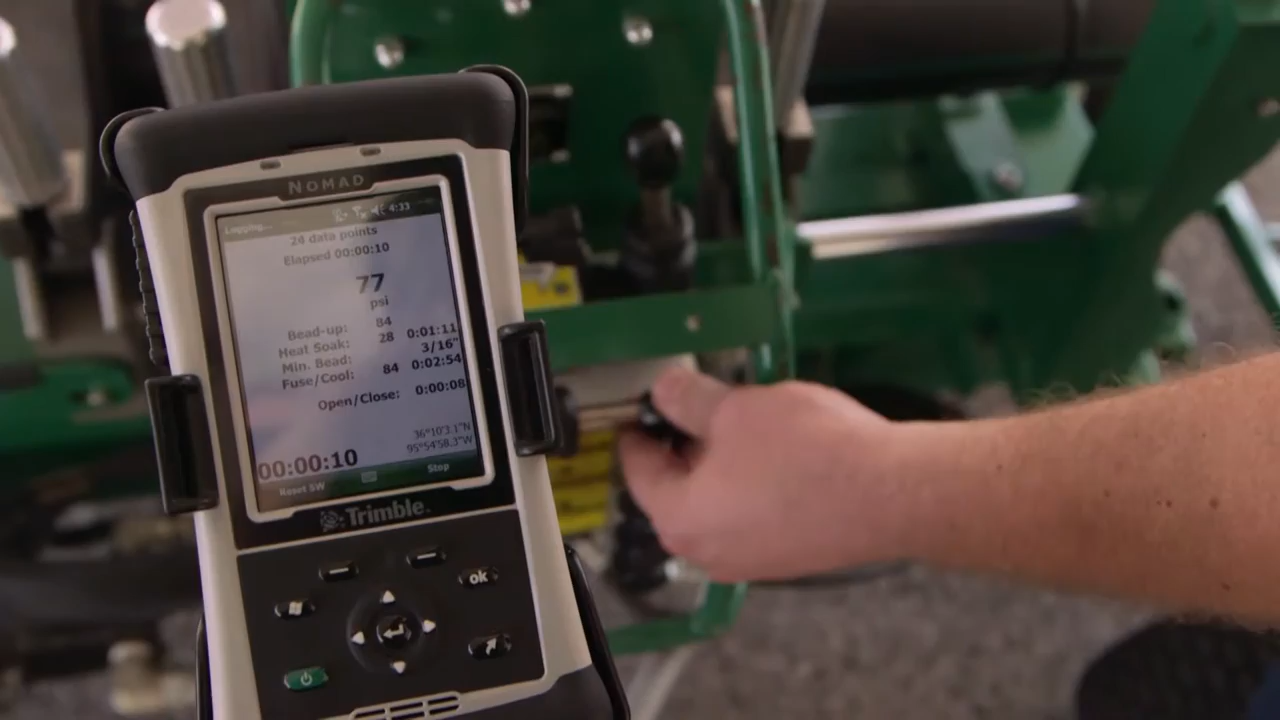 NOMAD
4:33
Logging...
24 data points
Elapsed 00:00:10
77
psi
Bead-up: 84
Heat Soak: 28 0:01:11
Min. Bead: 3/16"
Fuse/Cool: 84 0:02:54
Open/Close: 0:00:08
36°10'3.1"N
95°54'58.3"W
00:00:10
Reset SW Stop
Trimble
ok